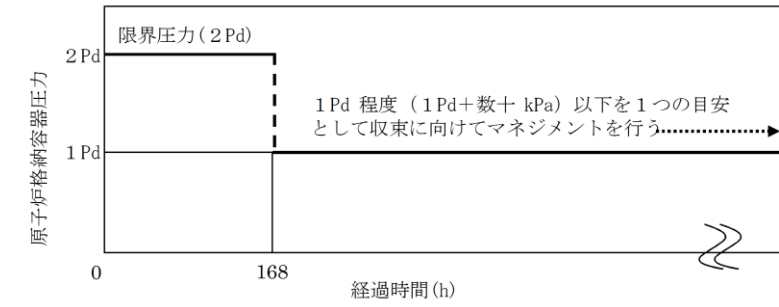 限界圧力(2Pd)
2Pd
1Pd 程度(1Pd+数十 kPa)以下を1つの目安
として収束に向けてマネジメントを行う
1Pd
原子炉格納容器圧力
0
168
経過時間(h)